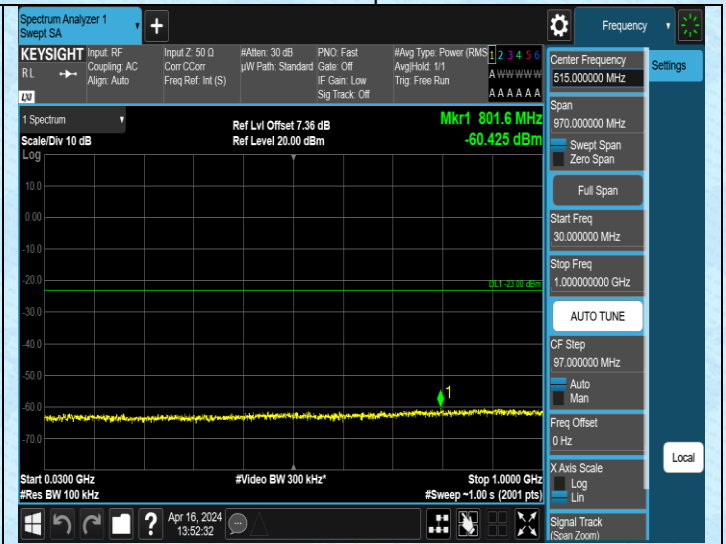 Spectrum Analyzer 1
Swept SA
+
Frequency
KEYSIGHT
RL
LXI
Input: RF
Coupling: AC
Align: Auto
Input Z: 50 Ω
Corr CCorr
Freq Ref: Int (S)
#Atten: 30 dB
µW Path: Standard
PNO: Fast
Gate: Off
IF Gain: Low
Sig Track: Off
#Avg Type: Power (RMS
Avg|Hold: 1/1
Trig: Free Run
1 2 3 4 5 6
A W W W W W
A A A A A A
1 Spectrum
Scale/Div 10 dB
Log
Ref Lvl Offset 7.36 dB
Ref Level 20.00 dBm
Mkr1 801.6 MHz
-60.425 dBm
10.0
0.00
-10.0
-20.0
DL1 -23.00 dBm
-30.0
-40.0
-50.0
1
-60.0
-70.0
Start 0.0300 GHz
#Res BW 100 kHz
#Video BW 300 kHz*
Stop 1.0000 GHz
#Sweep ~1.00 s (2001 pts)
?
Apr 16, 2024
13:52:32
Center Frequency
515.000000 MHz
Span
970.000000 MHz
Swept Span
Zero Span
Full Span
Start Freq
30.000000 MHz
Stop Freq
1.000000000 GHz
AUTO TUNE
CF Step
97.000000 MHz
Auto
Man
Freq Offset
0 Hz
X Axis Scale
Log
Lin
Signal Track
(Span Zoom)
Settings
Local